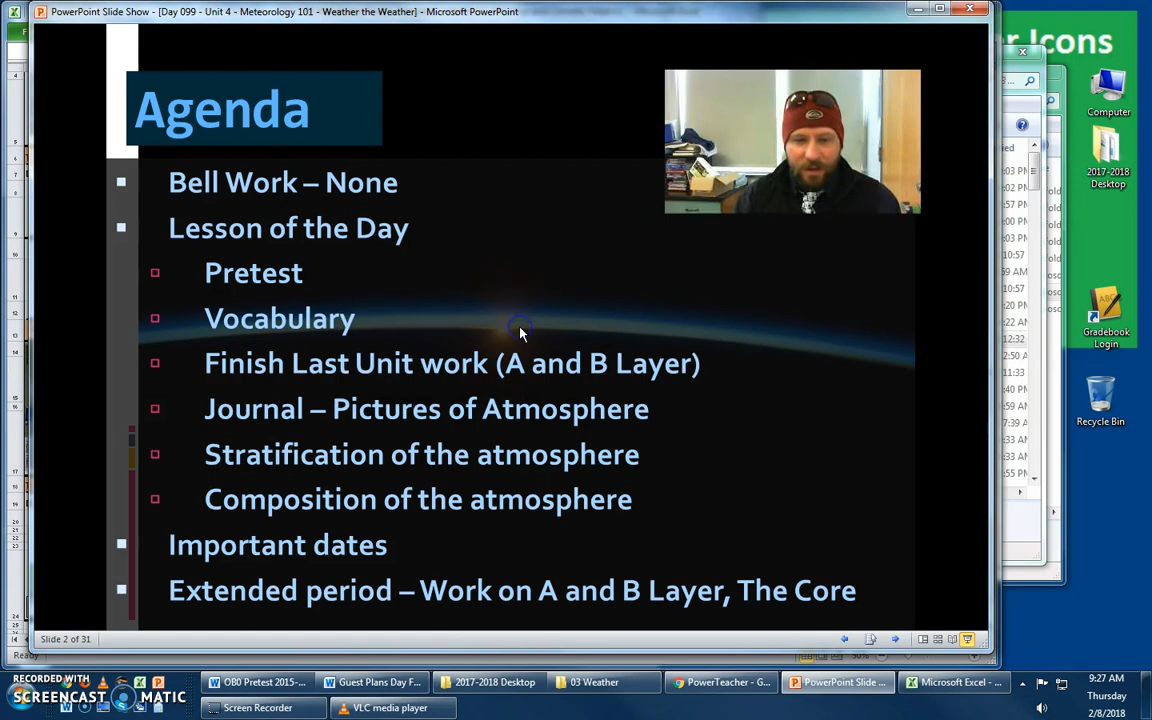 PowerPoint Slide Show - [Day 099 - Unit 4 - Meteorology 101 - Weather the Weather] - Microsoft PowerPoint
er Icons
Agenda
Bell Work – None
Lesson of the Day
Pretest
Vocabulary
Finish Last Unit work (A and B Layer)
Journal – Pictures of Atmosphere
Stratification of the atmosphere
Composition of the atmosphere
Important dates
Extended period – Work on A and B Layer, The Core
Slide 2 of 31
Computer
2017-2018
Desktop
Gradebook
Login
Recycle Bin
RECORDED WITH
SCREENCAST MATIC
OB0 Pretest 2015-...
Guest Plans Day F...
2017-2018 Desktop
03 Weather
PowerTeacher - G...
PowerPoint Slide ...
Microsoft Excel - ...
Screen Recorder
VLC media player
9:27 AM
Thursday
2/8/2018